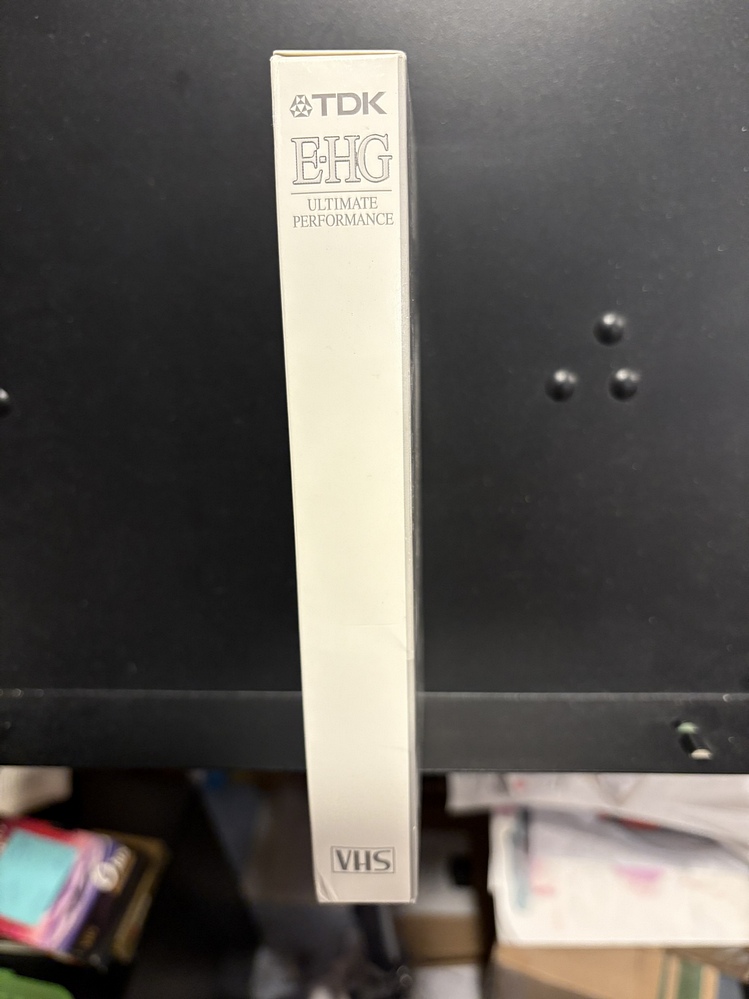 TDK
E-HG
ULTIMATE
PERFORMANCE
VHS